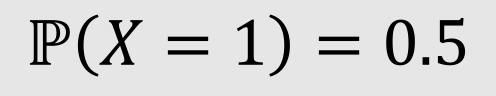 ℙ(𝑋 = 1) = 0.5